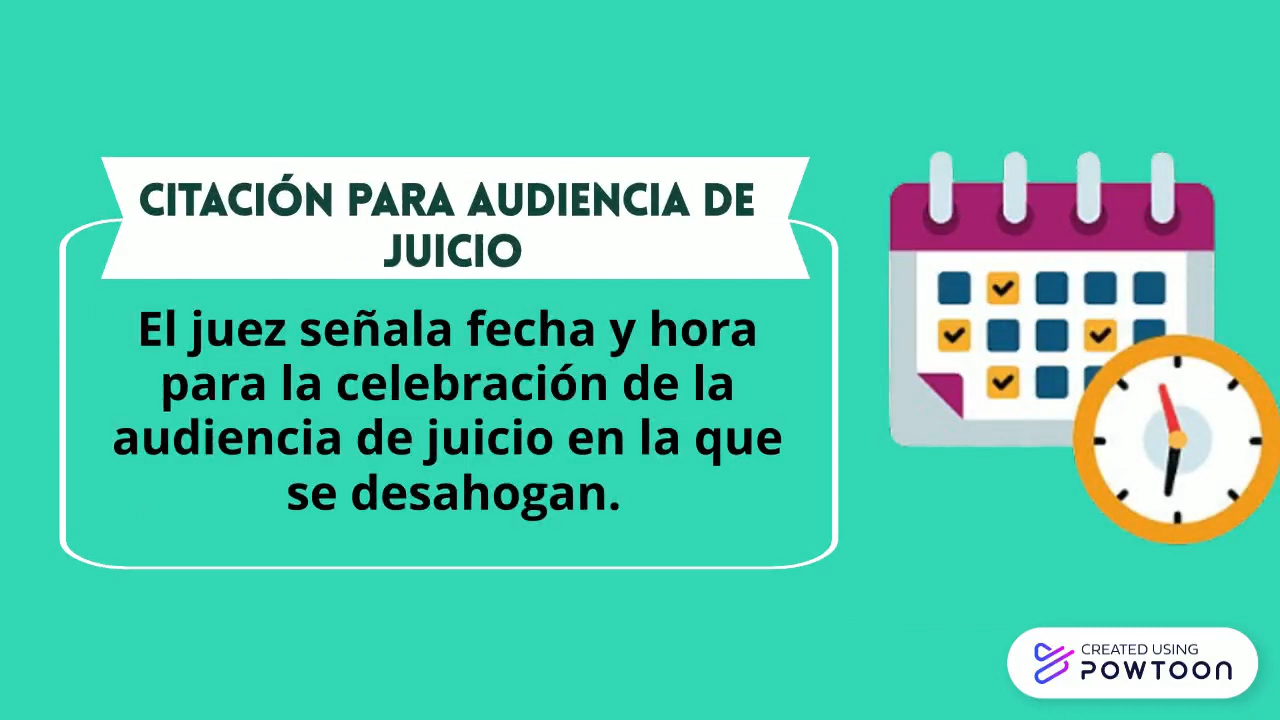 CITACIÓN PARA AUDIENCIA DE
JUICIO
El juez señala fecha y hora
para la celebración de la
audiencia de juicio en la que
se desahogan.
CREATED USING
POWTOON